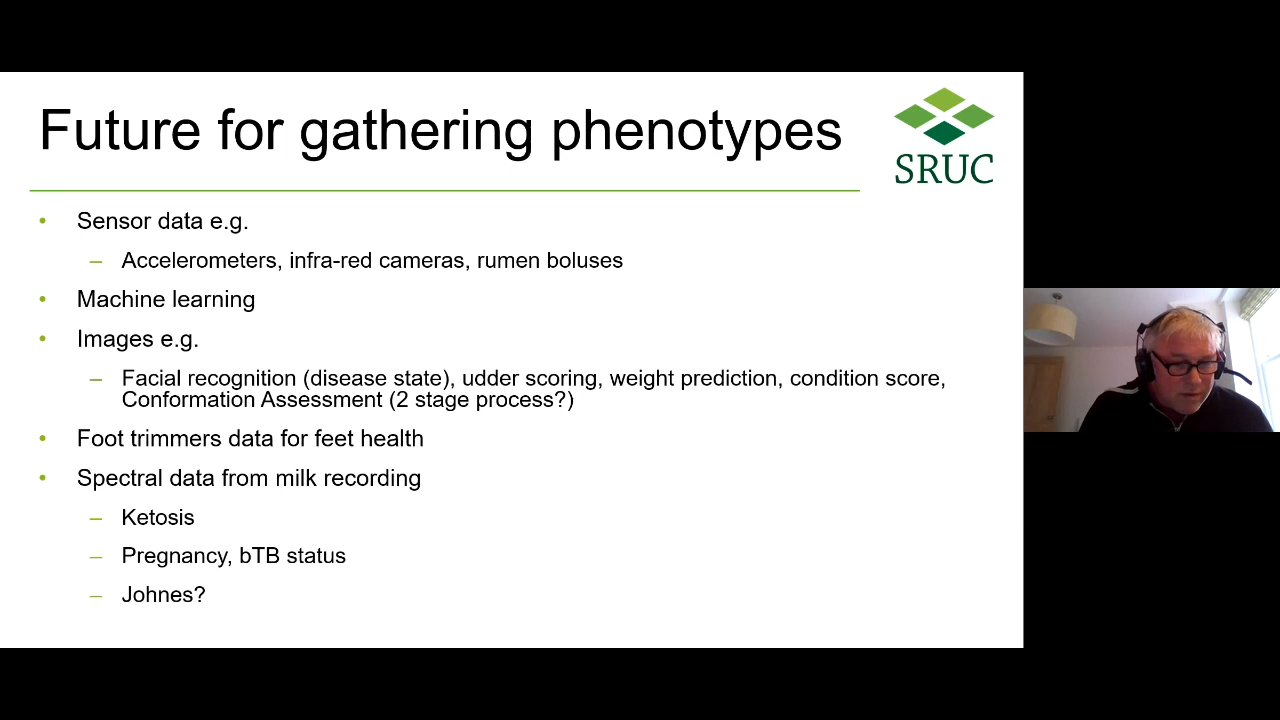 Future for gathering phenotypes
SRUC
• Sensor data e.g.
– Accelerometers, infra-red cameras, rumen boluses
• Machine learning
• Images e.g.
– Facial recognition (disease state), udder scoring, weight prediction, condition score,
Conformation Assessment (2 stage process?)
• Foot trimmers data for feet health
• Spectral data from milk recording
– Ketosis
– Pregnancy, bTB status
– Johnes?